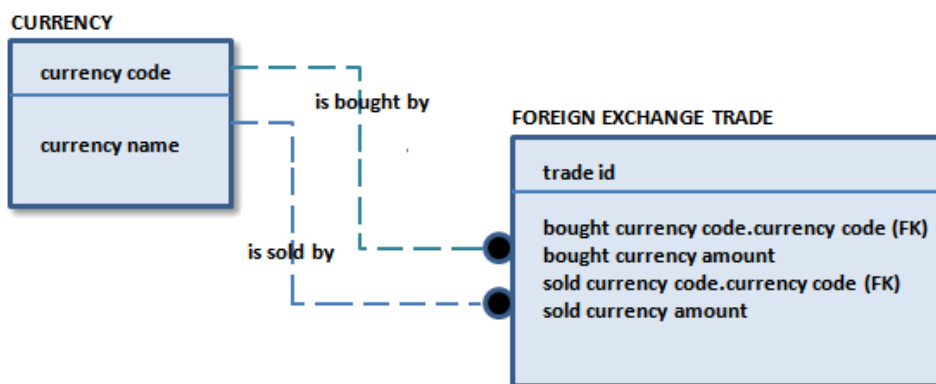 CURRENCY
currency code
currency name
is bought by
is sold by
FOREIGN EXCHANGE TRADE
trade id
bought currency code.currency code (FK)
bought currency amount
sold currency code.currency code (FK)
sold currency amount